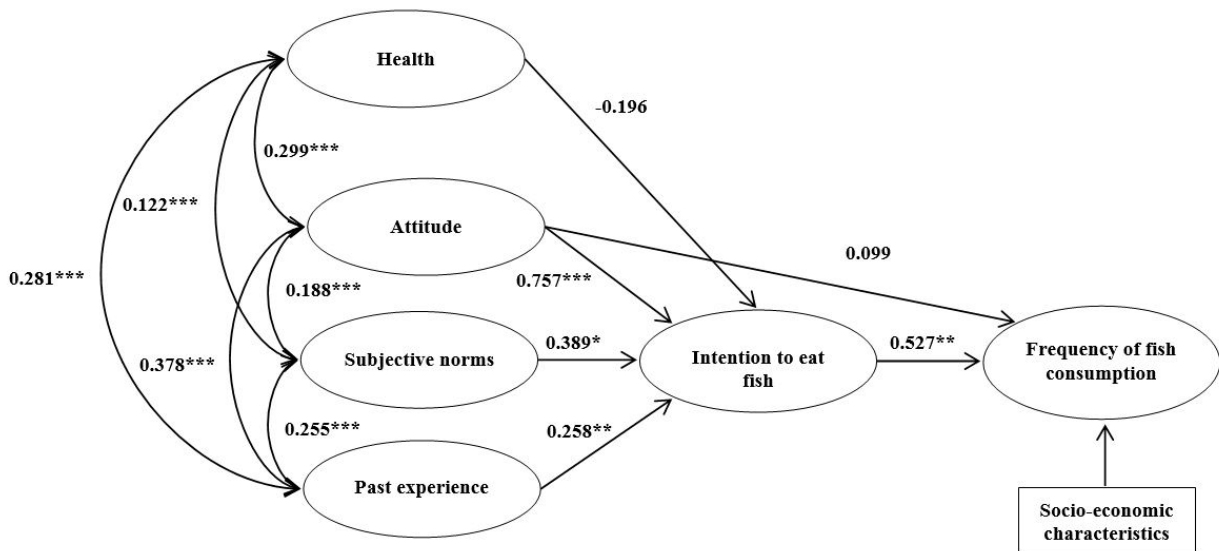 Health
-0.196
0.299***
0.122***
Attitude
0.099
0.281***
0.188***
0.757***
Subjective norms
0.389*
Intention to eat
fish
0.527**
Frequency of fish
consumption
0.378***
0.255***
0.258**
Past experience
Socio-economic
characteristics